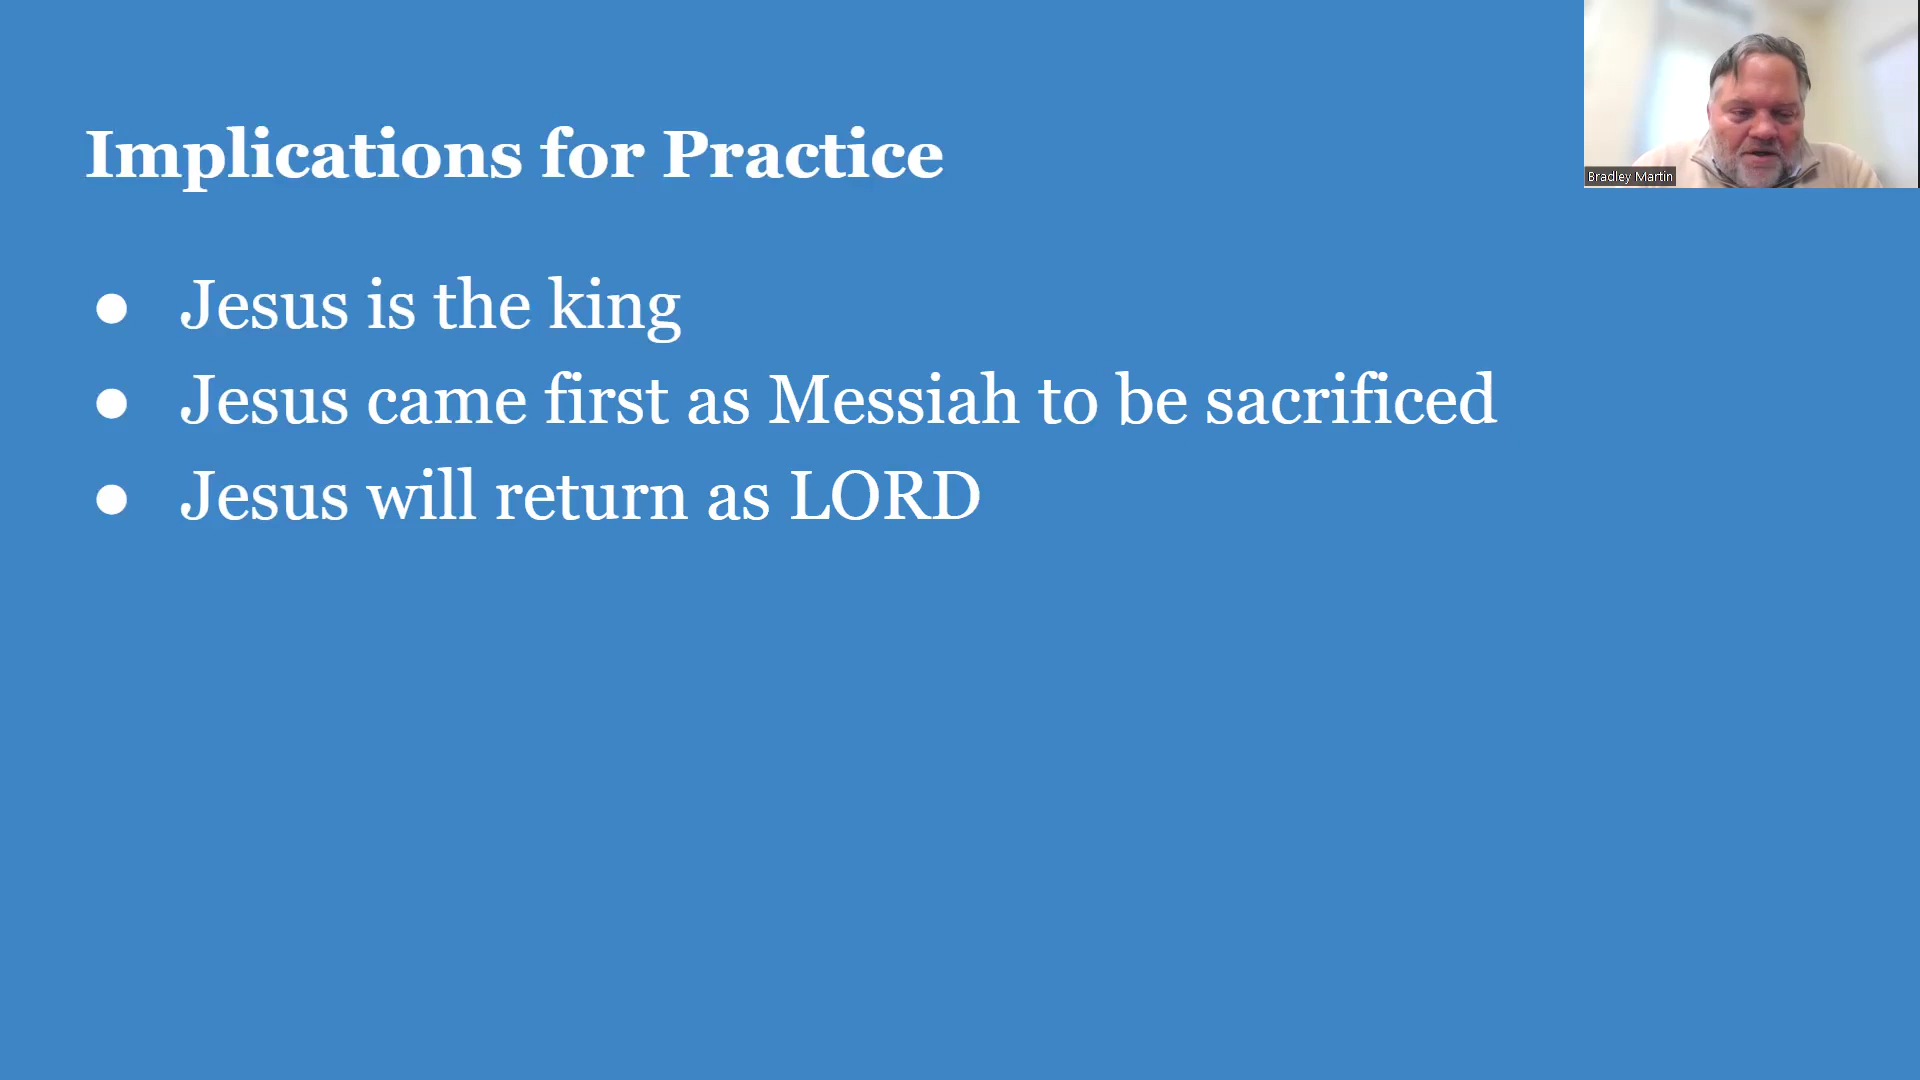 Implications for Practice
● Jesus is the king
● Jesus came first as Messiah to be sacrificed
● Jesus will return as LORD
Bradley Martin